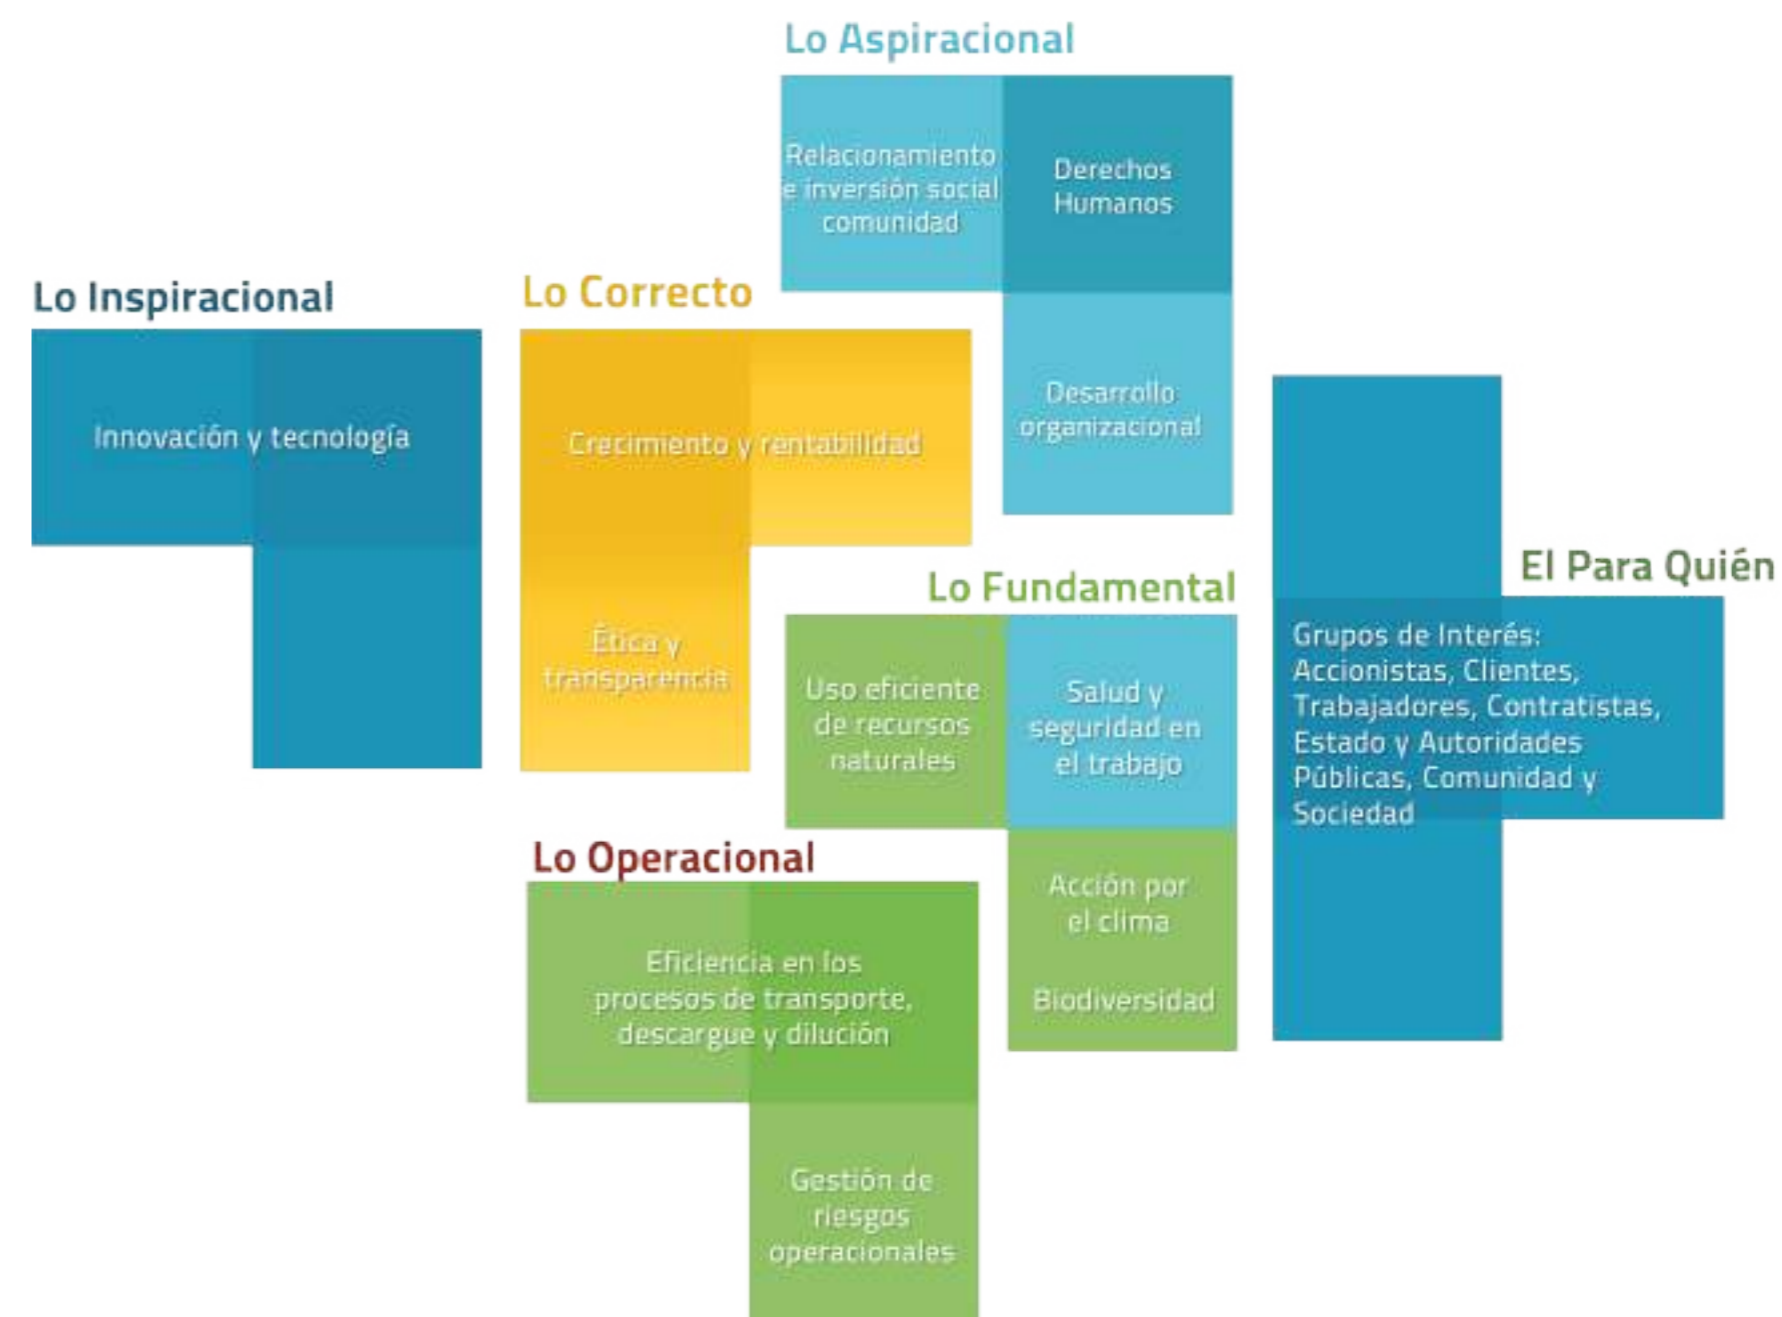 Lo Aspiracional
Relacionamiento
e inversión social
comunidad
Derechos
Humanos
Desarrollo
organizacional
Lo Inspiracional
Innovación y tecnología
Lo Correcto
Crecimiento y rentabilidad
Ética y
transparencia
Lo Fundamental
Uso eficiente
de recursos
naturales
Salud y
seguridad en
el trabajo
Acción por
el clima
Biodiversidad
Lo Operacional
Eficiencia en los
procesos de transporte,
descargue y dilución
Gestión de
riesgos
operacionales
El Para Quién
Grupos de Interés:
Accionistas, Clientes,
Trabajadores, Contratistas,
Estado y Autoridades
Públicas, Comunidad y
Sociedad